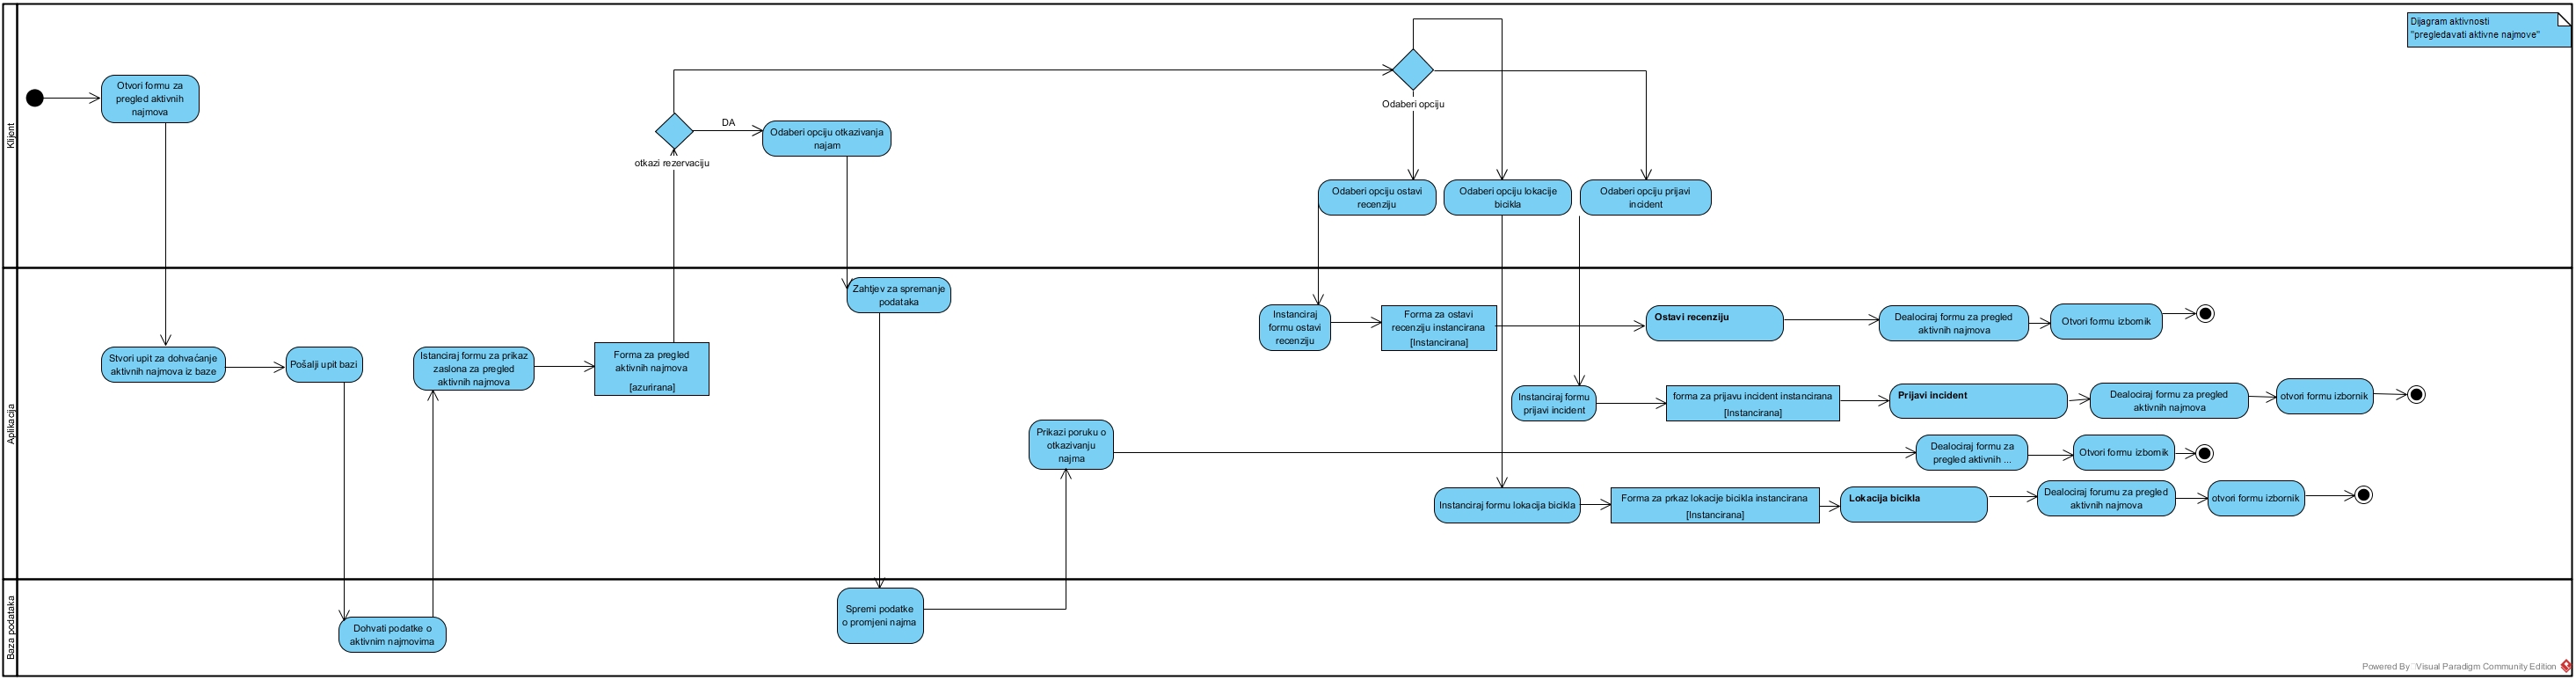 Dijagram aktivnosti
"pregledavati aktivne najmove"
Klijent
Otvori formu za
pregled aktivnih
najmova
otkazi rezervaciju
DA
Odaberi opciju otkazivanja
najam
Odaberi opciju
Odaberi opciju ostavi
recenziju
Odaberi opciju lokacije
bicikla
Odaberi opciju prijavi
incident
Aplikacija
Stvori upit za dohvaćanje
aktivnih najmova iz baze
Pošalji upit bazi
Istanciraj formu za prikaz
zaslona za pregled
aktivnih najmova
Forma za pregled
aktivnih najmova
[azurirana]
Zahtjev za spremanje
podataka
Prikazi poruku o
otkazivanju
najma
Instanciraj
formu ostavi
recenziju
Forma za ostavi
recenziju instancirana
[Instancirana]
Ostavi recenziju
Dealociraj formu za pregled
aktivnih najmova
Otvori formu izbornik
Instanciraj formu
prijavi incident
forma za prijavu incident instancirana
[Instancirana]
Prijavi incident
Dealociraj formu za pregled
aktivnih najmova
otvori formu izbornik
Dealociraj formu za
pregled aktivnih ...
Otvori formu izbornik
Instanciraj formu lokacija bicikla
Forma za prkaz lokacije bicikla instancirana
[Instancirana]
Lokacija bicikla
Dealociraj forumu za pregled
aktivnih najmova
otvori formu izbornik
Baza podataka
Dohvati podatke o
aktivnim najmovima
Spremi podatke
o promjeni najma
Powered By Visual Paradigm Community Edition